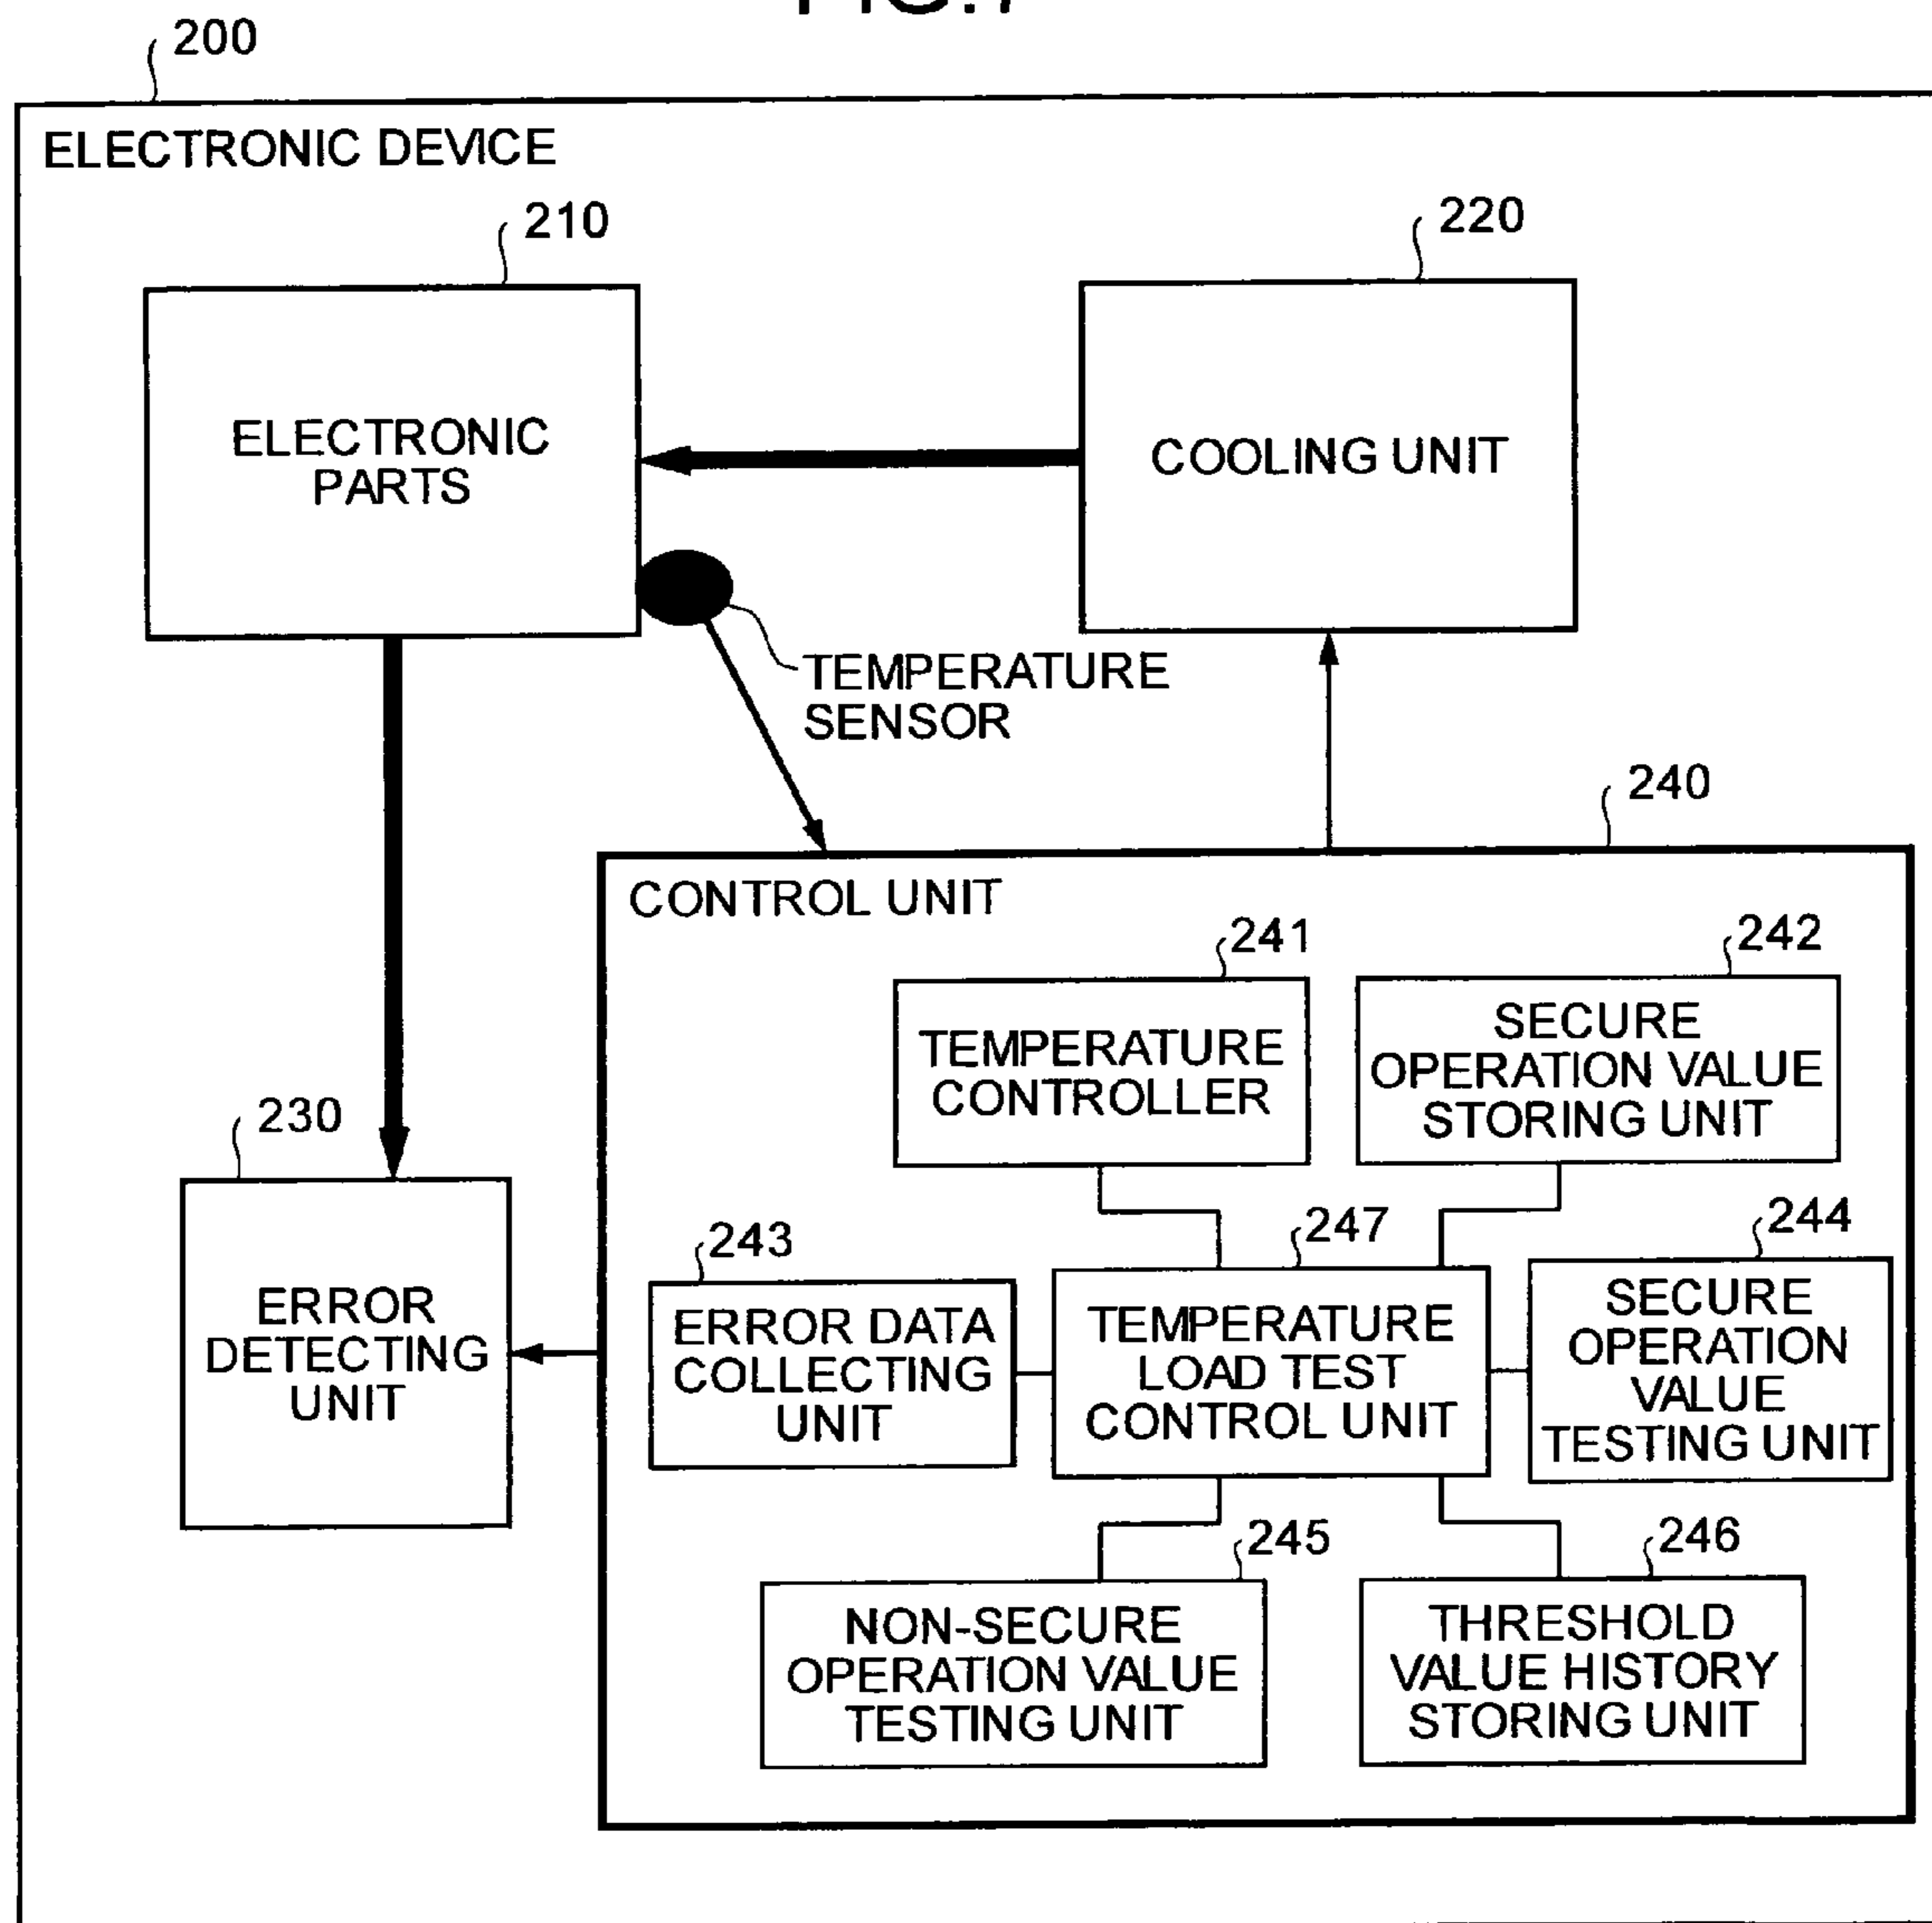 200
ELECTRONIC DEVICE
210
220
ELECTRONIC
PARTS
COOLING UNIT
TEMPERATURE
SENSOR
240
CONTROL UNIT
241
242
TEMPERATURE
CONTROLLER
SECURE
OPERATION VALUE
STORING UNIT
230
ERROR
DETECTING
UNIT
243
247
244
ERROR DATA
COLLECTING
UNIT
TEMPERATURE
LOAD TEST
CONTROL UNIT
SECURE
OPERATION
VALUE
TESTING UNIT
245
246
NON-SECURE
OPERATION VALUE
TESTING UNIT
THRESHOLD
VALUE HISTORY
STORING UNIT